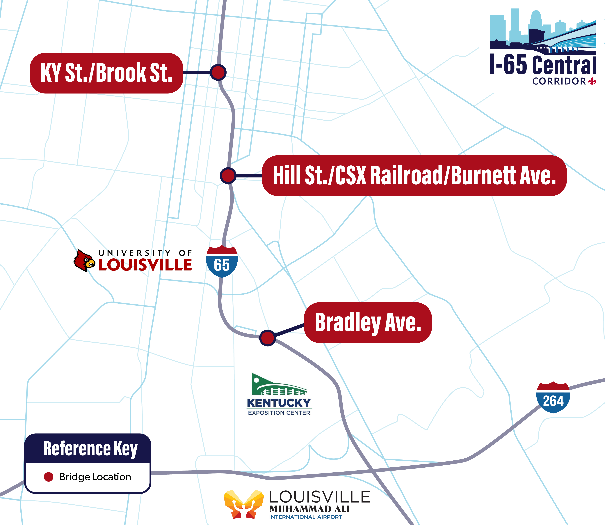 KY St./Brook St.
I-65 Central
CORRIDOR
Hill St./CSX Railroad/Burnett Ave.
UNIVERSITY OF
LOUISVILLE
65
Bradley Ave.
KENTUCKY
EXPOSITION CENTER
264
Reference Key
Bridge Location
LOUISVILLE
MUHAMMAD ALI
INTERNATIONAL AIRPORT